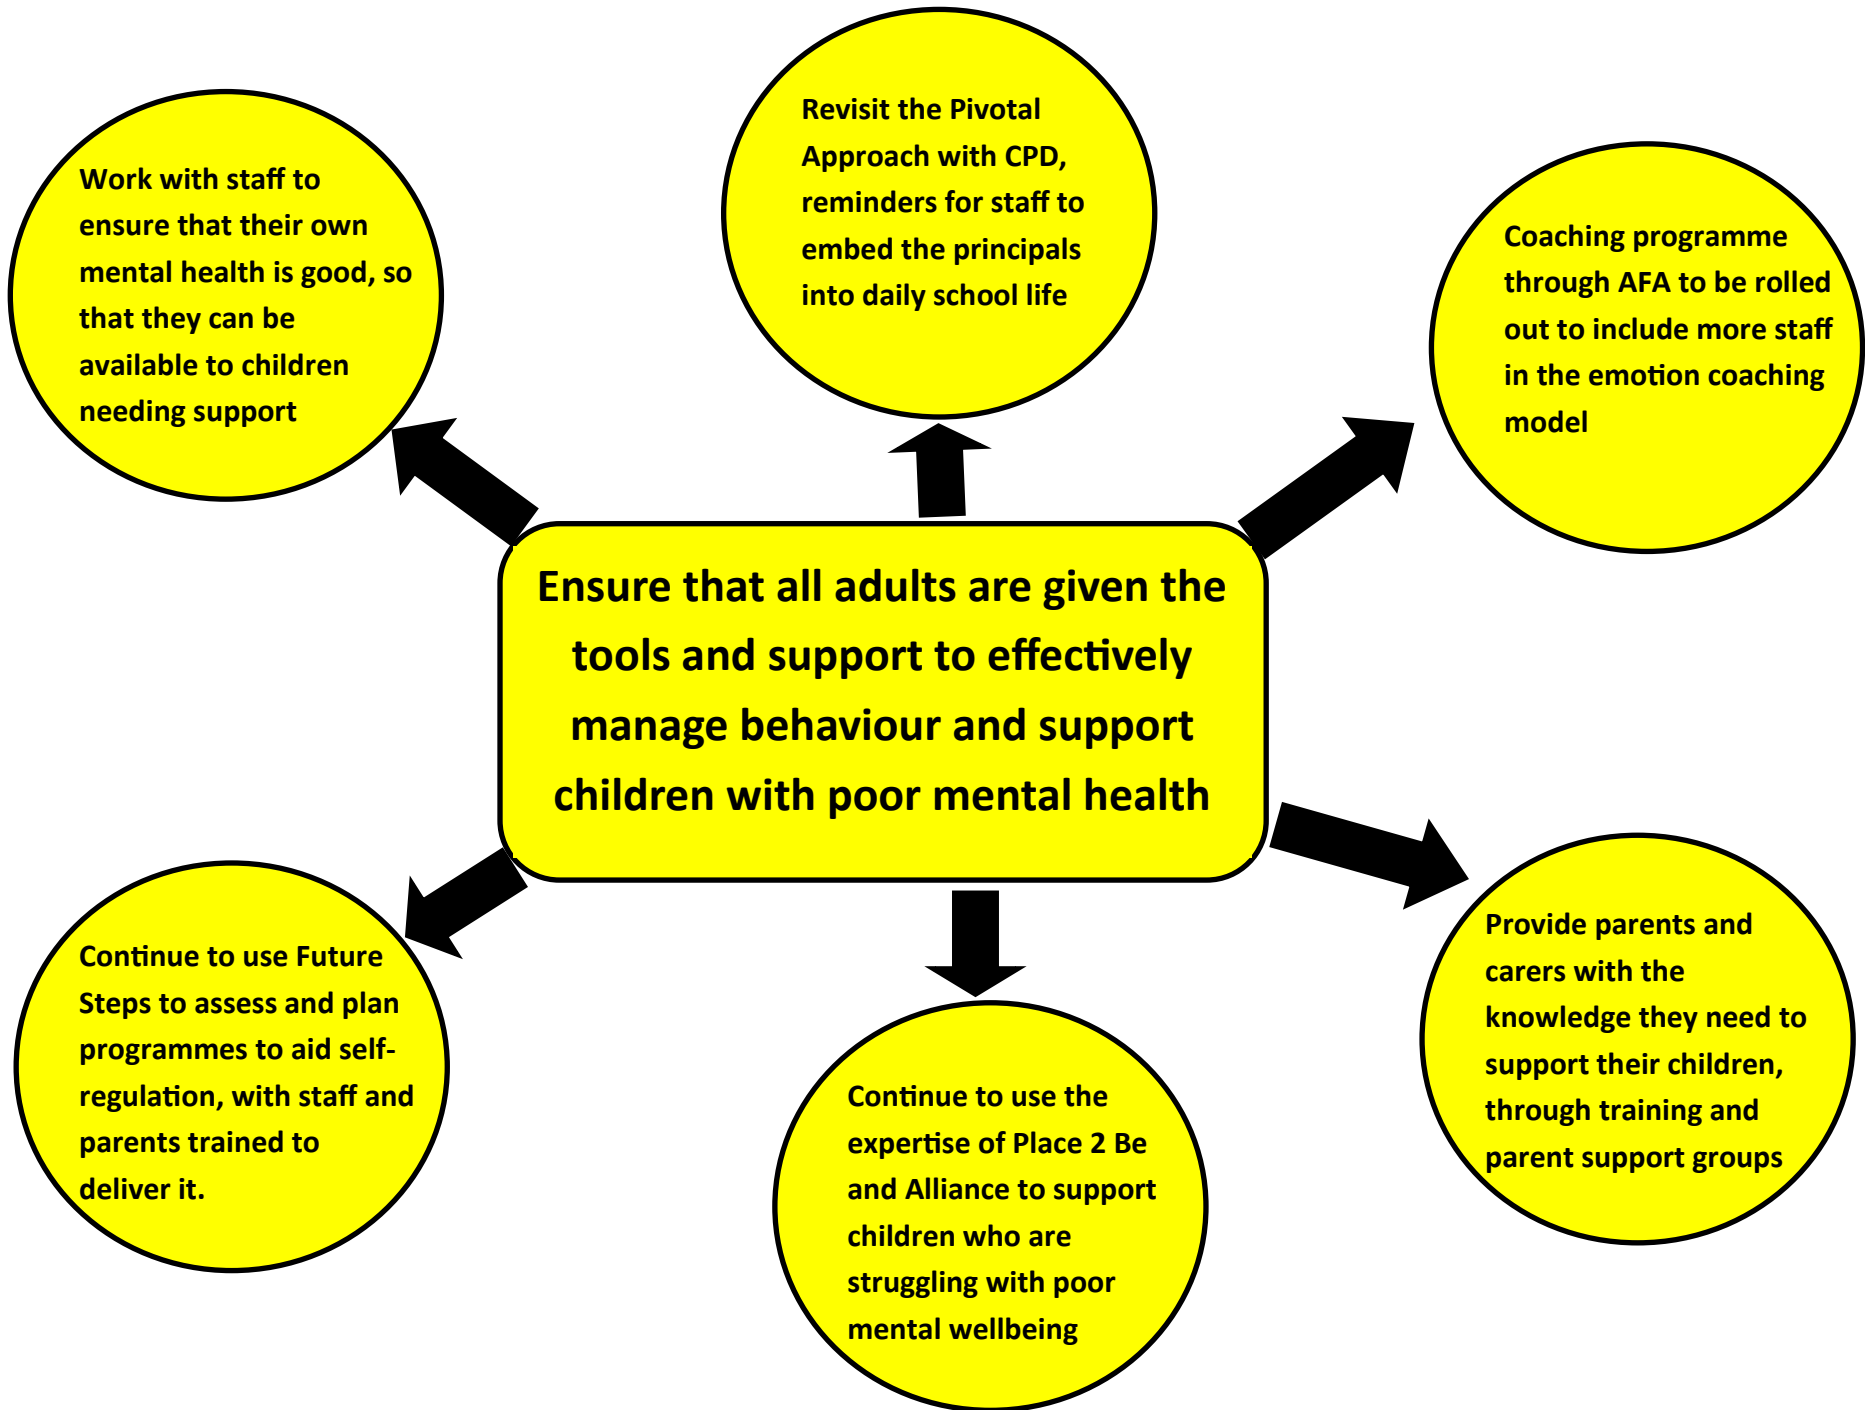 Work with staff to
ensure that their own
mental health is good, so
that they can be
available to children
needing support
Revisit the Pivotal
Approach with CPD,
reminders for staff to
embed the principals
into daily school life
Coaching programme
through AFA to be rolled
out to include more staff
in the emotion coaching
model
Ensure that all adults are given the
tools and support to effectively
manage behaviour and support
children with poor mental health
Continue to use Future
Steps to assess and plan
programmes to aid self-
regulation, with staff and
parents trained to
deliver it.
Continue to use the
expertise of Place 2 Be
and Alliance to support
children who are
struggling with poor
mental wellbeing
Provide parents and
carers with the
knowledge they need to
support their children,
through training and
parent support groups